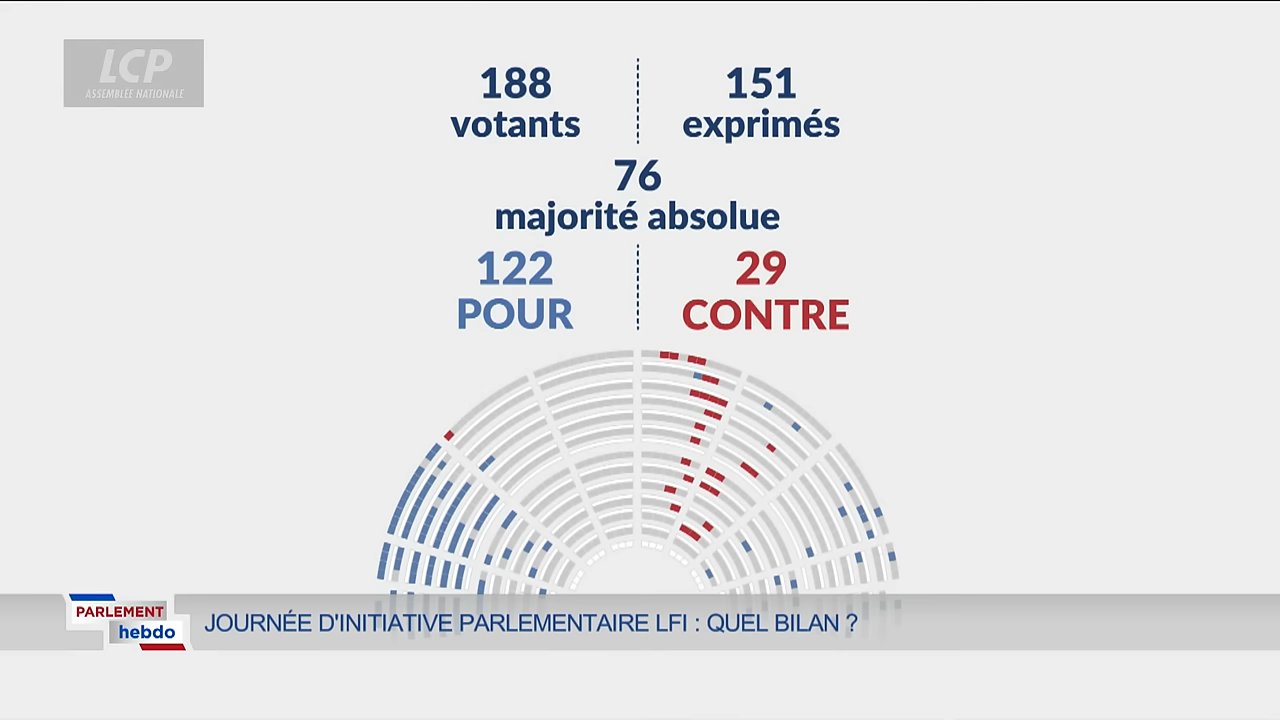 LCP
ASSEMBLÉE NATIONALE
188 votants
151 exprimés
76
majorité absolue
122 POUR
29 CONTRE
PARLEMENT
hebdo
JOURNÉE D'INITIATIVE PARLEMENTAIRE LFI : QUEL BILAN ?